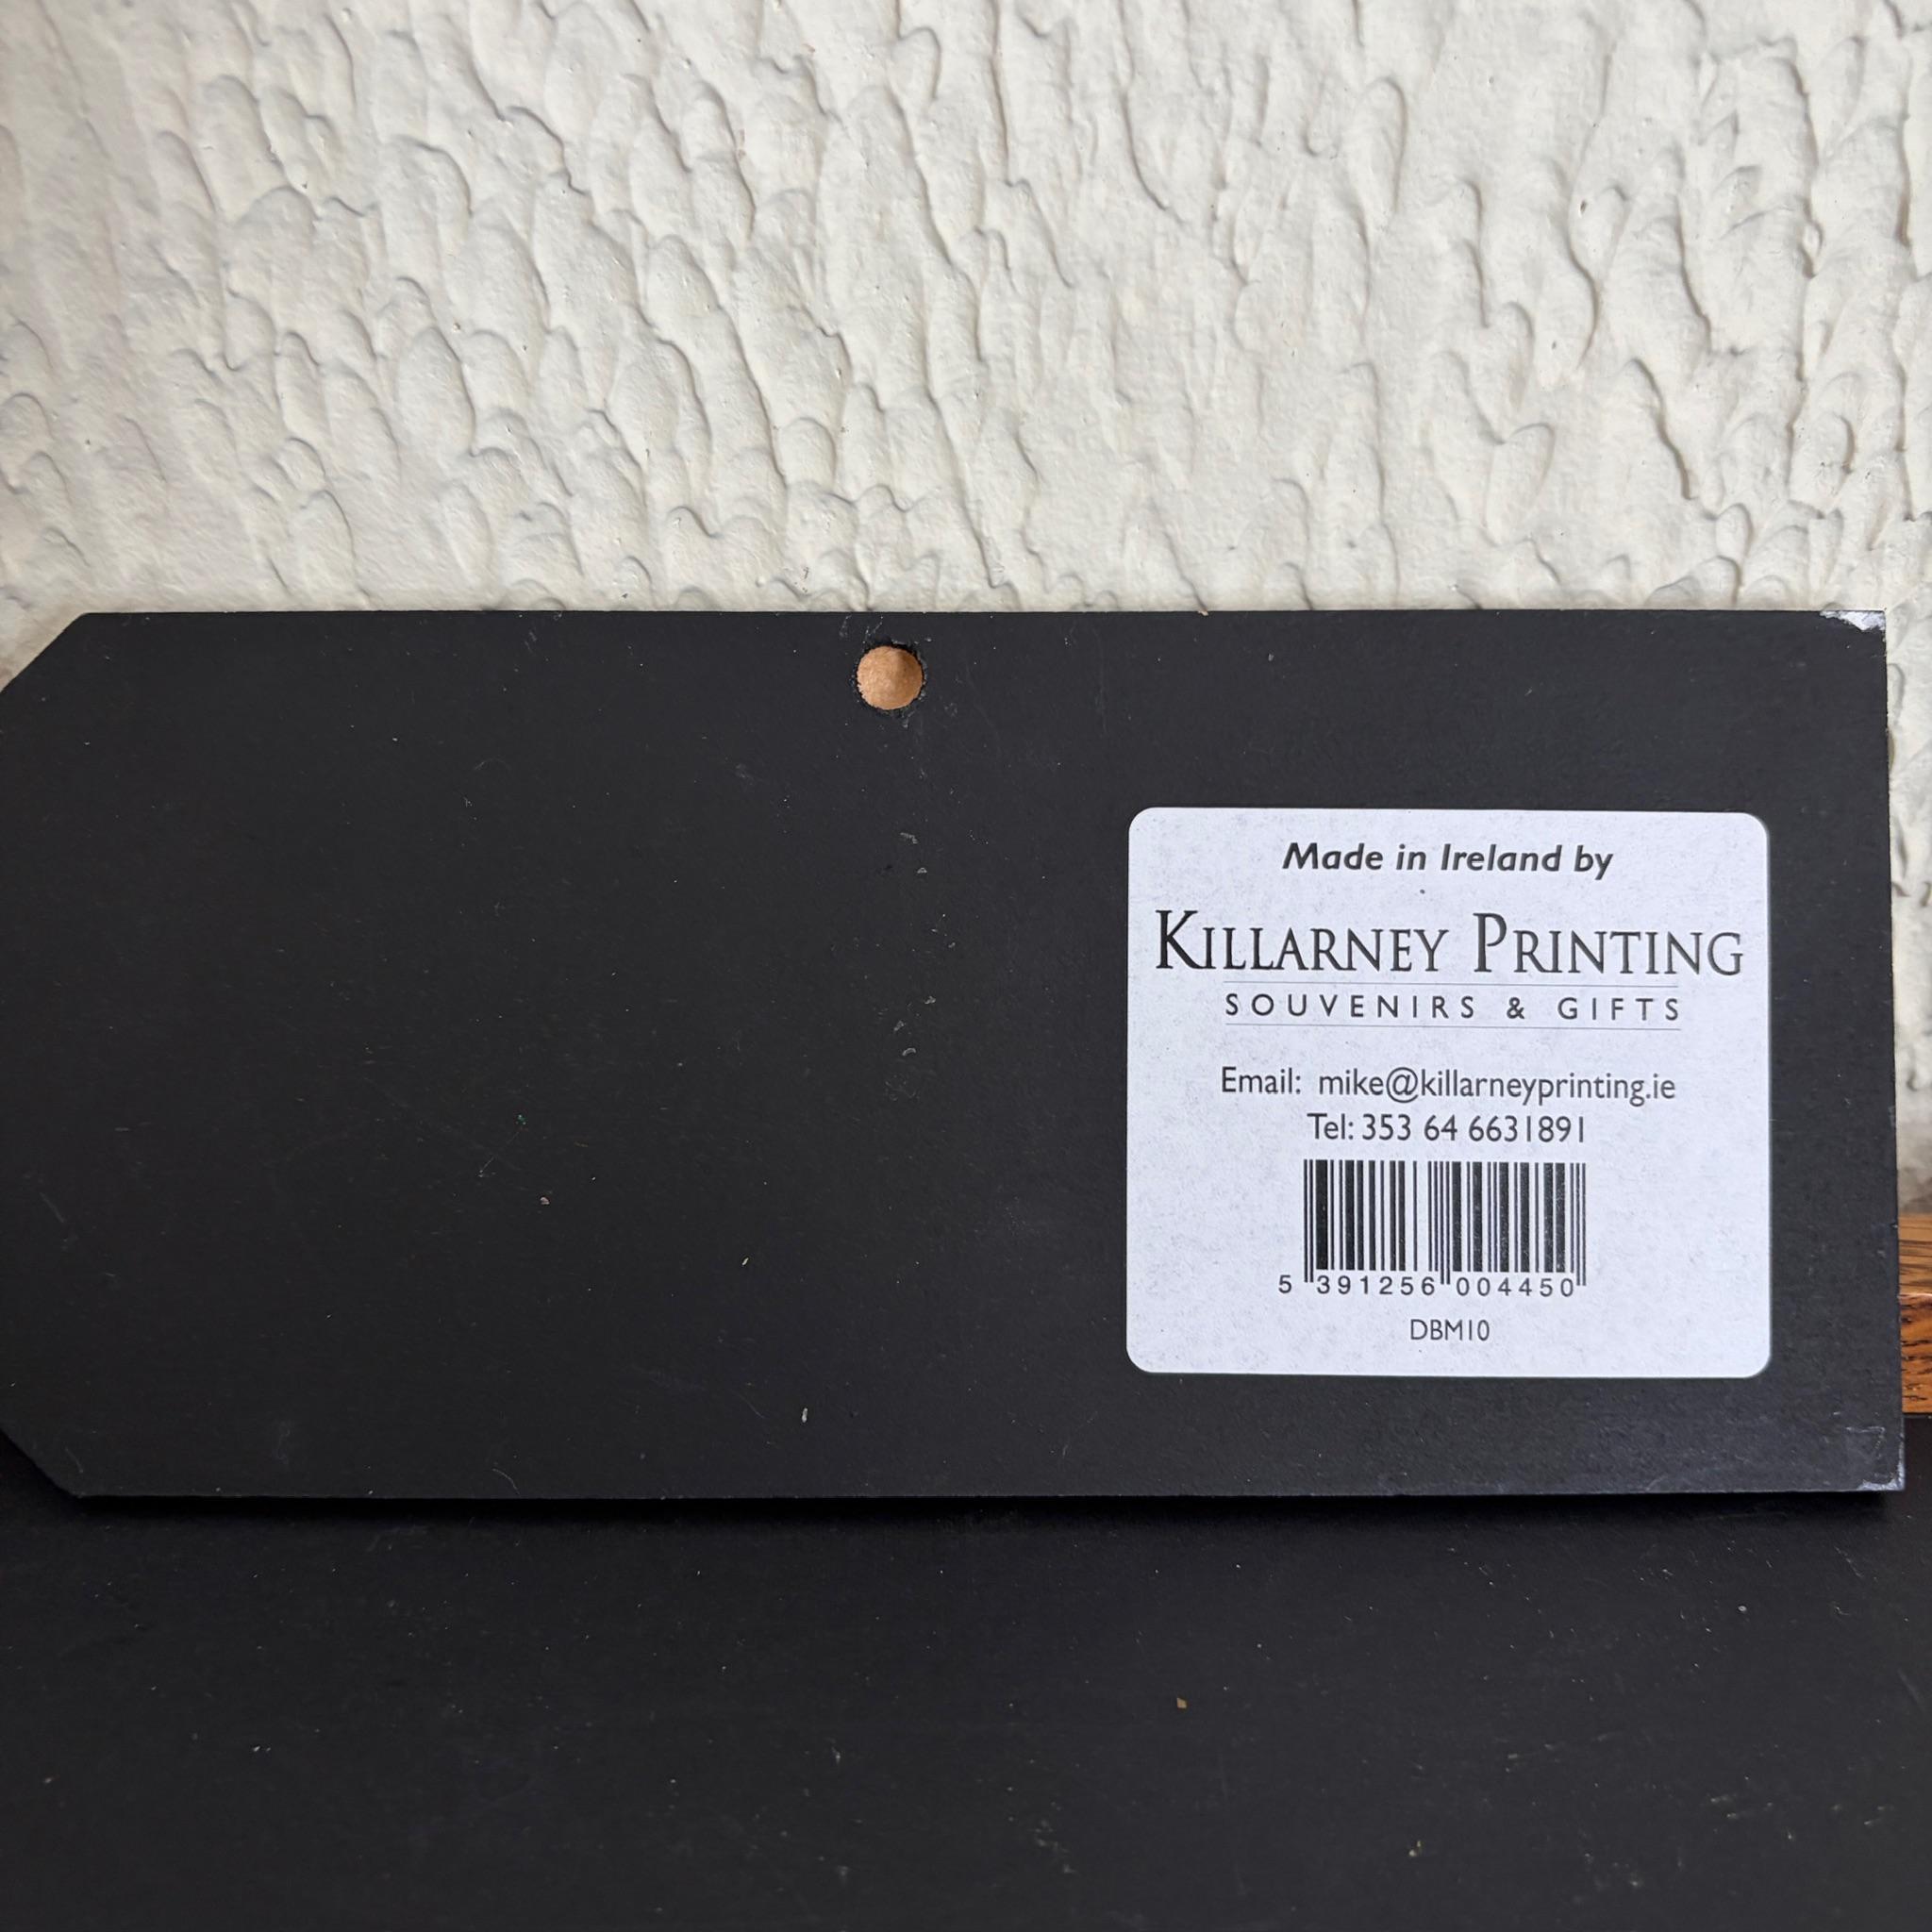 Made in Ireland by
KILLARNEY PRINTING
SOUVENIRS & GIFTS
Email: mike@killarneyprinting.ie
Tel: 353 64 6631891
5 391256 004450
DBM10